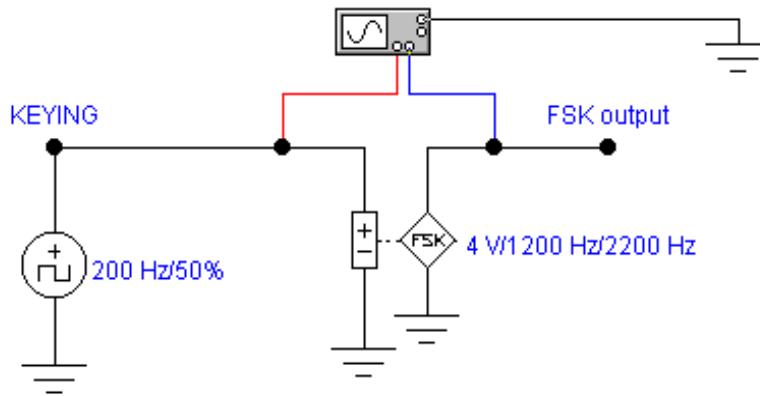 KEYING
FSK output
FSK
4 V/1200 Hz/2200 Hz
200 Hz/50%